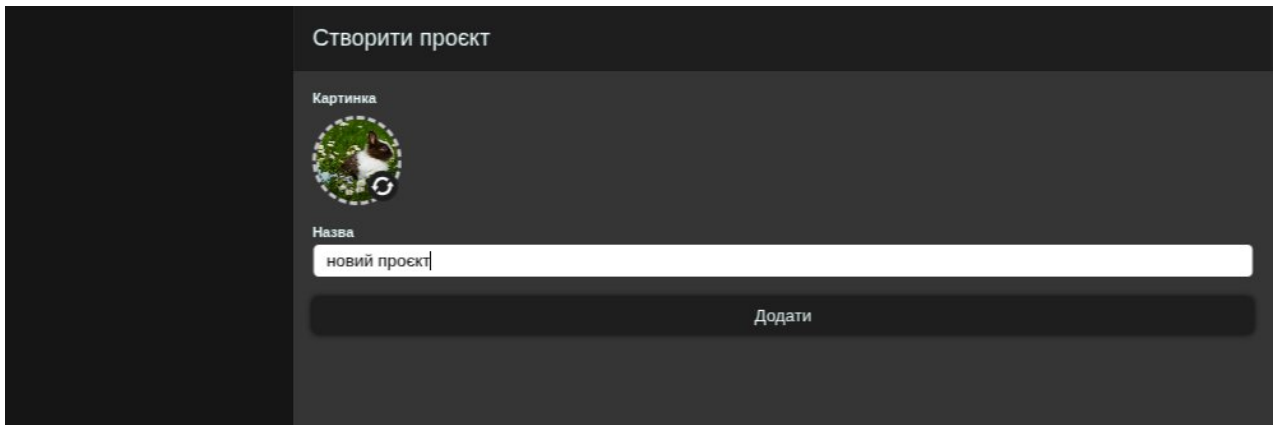 Створити проєкт
Картинка
Назва
новий проєкт
Додати